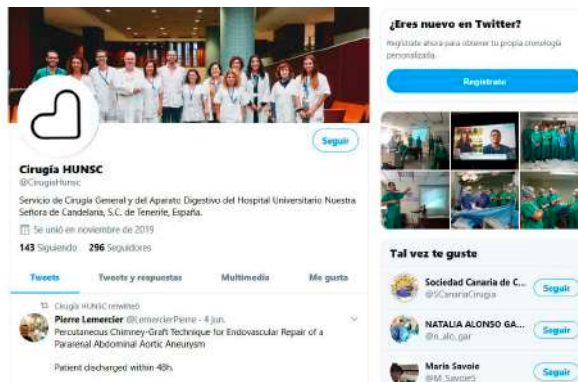 Cirugía HUNSC
@CirugiaHunsc
Seguir
Servicio de Cirugía General y del Aparato Digestivo del Hospital Universitario Nuestra
Señora de Candelaria, S.C. de Tenerife, España.
Se unió en noviembre de 2019
143 Siguiendo 296 Seguidores
Tweets Tweets y respuestas Multimedia Me gusta
Cirugía HUNSC retwitteó
Pierre Lemercier @LemercierPierre - 4 jun.
Percutaneous Chimney-Graft Technique for Endovascular Repair of a
Pararenal Abdominal Aortic Aneurysm
Patient discharged within 48h.
¿Eres nuevo en Twitter?
Regístrate ahora para obtener tu propia cronología
personalizada.
Regístrate
Tal vez te guste
Sociedad Canaria de C...
@SCanariaCirugia
Seguir
NATALIA ALONSO GA...
@n_alo_gar
Seguir
Maria Savoie
@M_Savoie5
Seguir